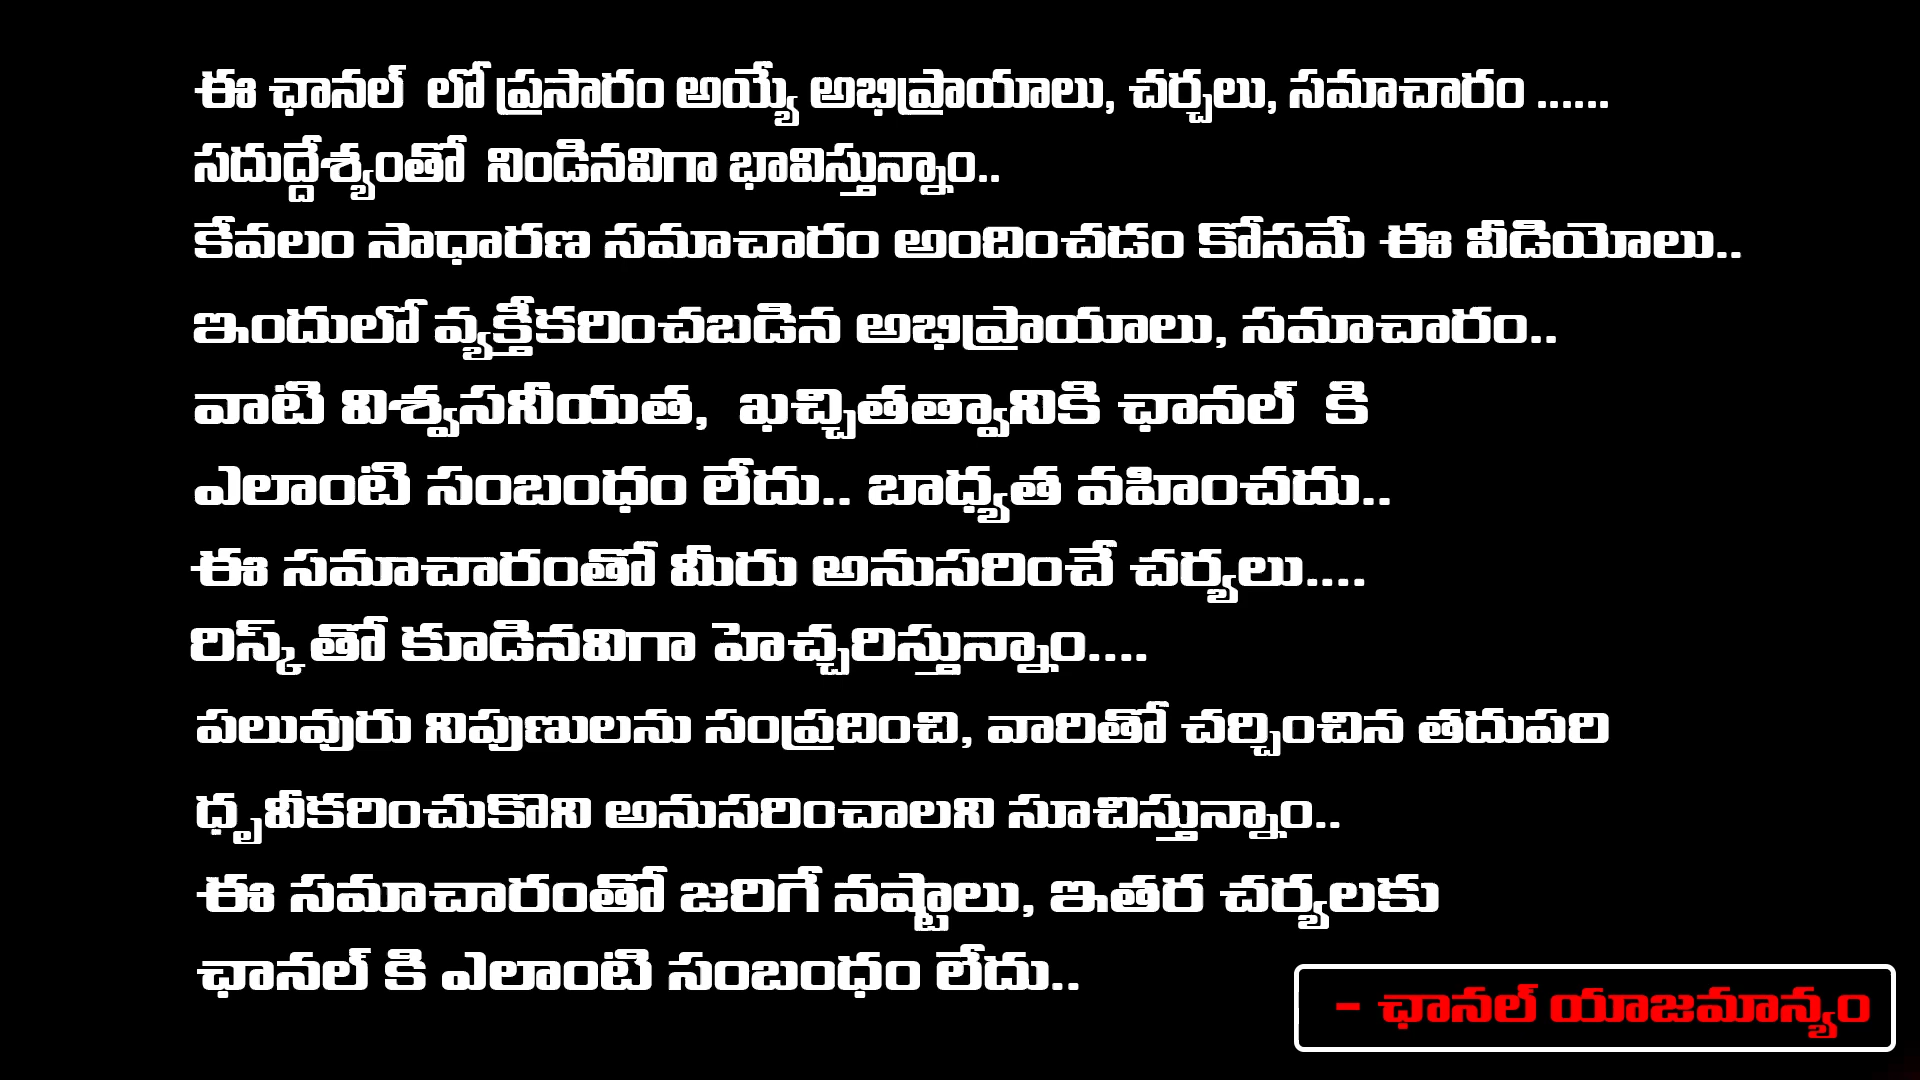 ఈ ఛానల్ లో ప్రసారం అయ్యే అభిప్రాయాలు, చర్చలు, సమాచారం ......
సదుద్దేశ్యంతో నిండినవిగా భావిస్తున్నాం..
కేవలం సాధారణ సమాచారం అందించడం కోసమే ఈ వీడియోలు..
ఇందులో వ్యక్తీకరించబడిన అభిప్రాయాలు, సమాచారం..
వాటి విశ్వసనీయత, ఖచ్చితత్వానికి ఛానల్ కి
ఎలాంటి సంబంధం లేదు.. బాధ్యత వహించదు..
ఈ సమాచారంతో మీరు అనుసరించే చర్యలు....
రిస్క్ తో కూడినవిగా హెచ్చరిస్తున్నాం....
పలువురు నిపుణులను సంప్రదించి, వారితో చర్చించిన తదుపరి
ధృవీకరించుకొని అనుసరించాలని సూచిస్తున్నాం..
ఈ సమాచారంతో జరిగే నష్టాలు, ఇతర చర్యలకు
ఛానల్ కి ఎలాంటి సంబంధం లేదు..
- ఛానల్ యాజమాన్యం